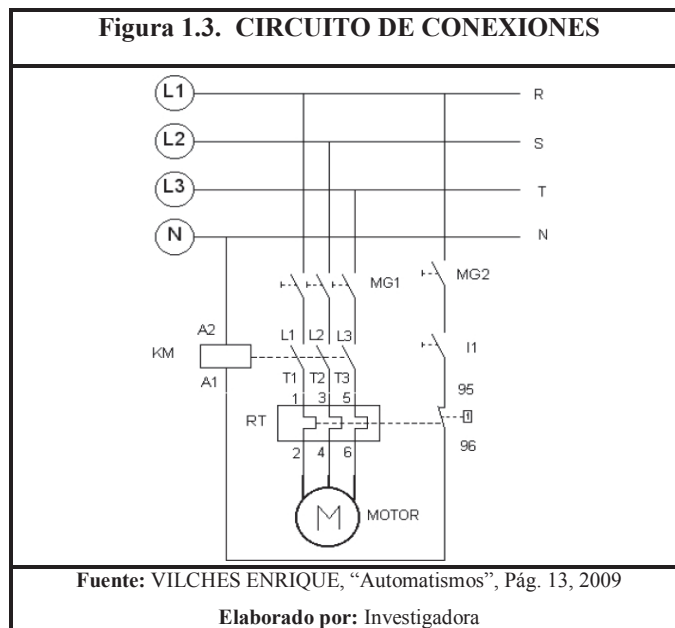 Figura 1.3. CIRCUITO DE CONEXIONES
L1 R
L2 S
L3 T
N N
MG1 MG2
A2 L1 L2 L3 I1
KM
A1 T1 T2 T3 95
1 3 5
RT
2 4 6 96
M MOTOR
Fuente: VILCHES ENRIQUE, “Automatismos”, Pág. 13, 2009
Elaborado por: Investigadora